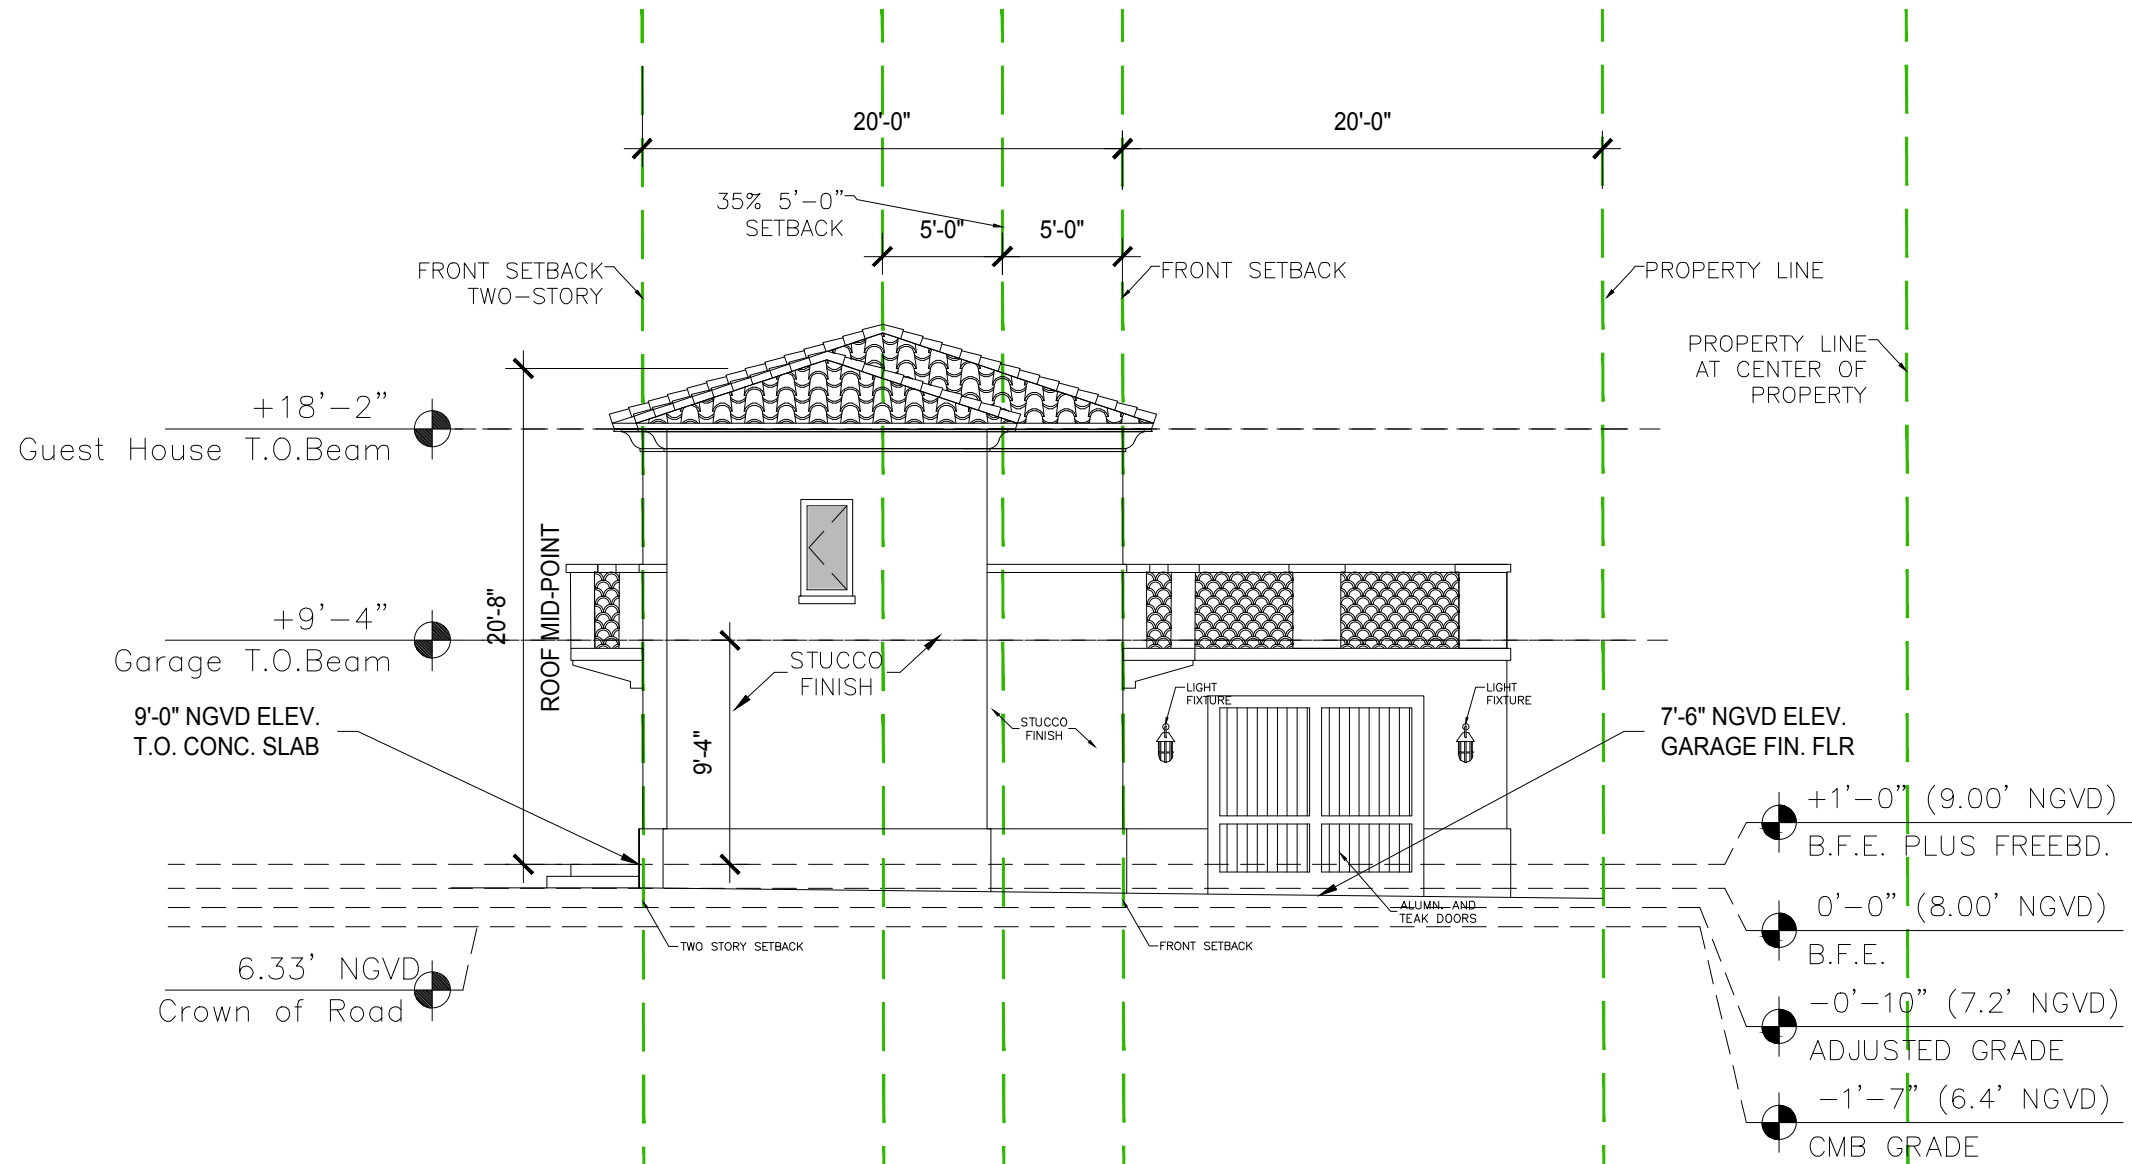 20'-0"
20'-0"
35% 5'-0"
SETBACK
5'-0"
5'-0"
FRONT SETBACK
TWO-STORY
FRONT SETBACK
PROPERTY LINE
PROPERTY LINE
AT CENTER OF
PROPERTY
+18'-2"
Guest House T.O.Beam
20'-8"
ROOF MID-POINT
+9'-4"
Garage T.O.Beam
STUCCO
FINISH
9'-4"
STUCCO
FINISH
LIGHT
FIXTURE
LIGHT
FIXTURE
9'-0" NGVD ELEV.
T.O. CONC. SLAB
7'-6" NGVD ELEV.
GARAGE FIN. FLR
+1'-0" (9.00' NGVD)
B.F.E. PLUS FREEBD.
ALUMN. AND
TEAK DOORS
0'-0" (8.00' NGVD)
B.F.E.
TWO STORY SETBACK
FRONT SETBACK
6.33' NGVD
Crown of Road
-0'-10" (7.2' NGVD)
ADJUSTED GRADE
-1'-7" (6.4' NGVD)
CMB GRADE